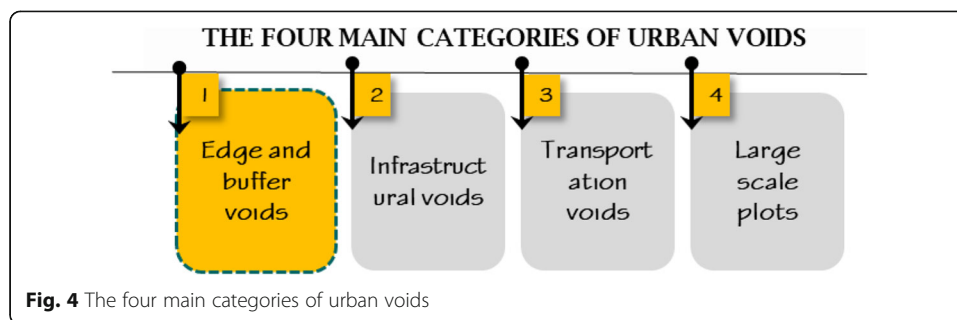 THE FOUR MAIN CATEGORIES OF URBAN VOIDS
1
Edge and
buffer
voids
2
Infrastruct
ural voids
3
Transport
ation
voids
4
Large
scale
plots
Fig. 4 The four main categories of urban voids